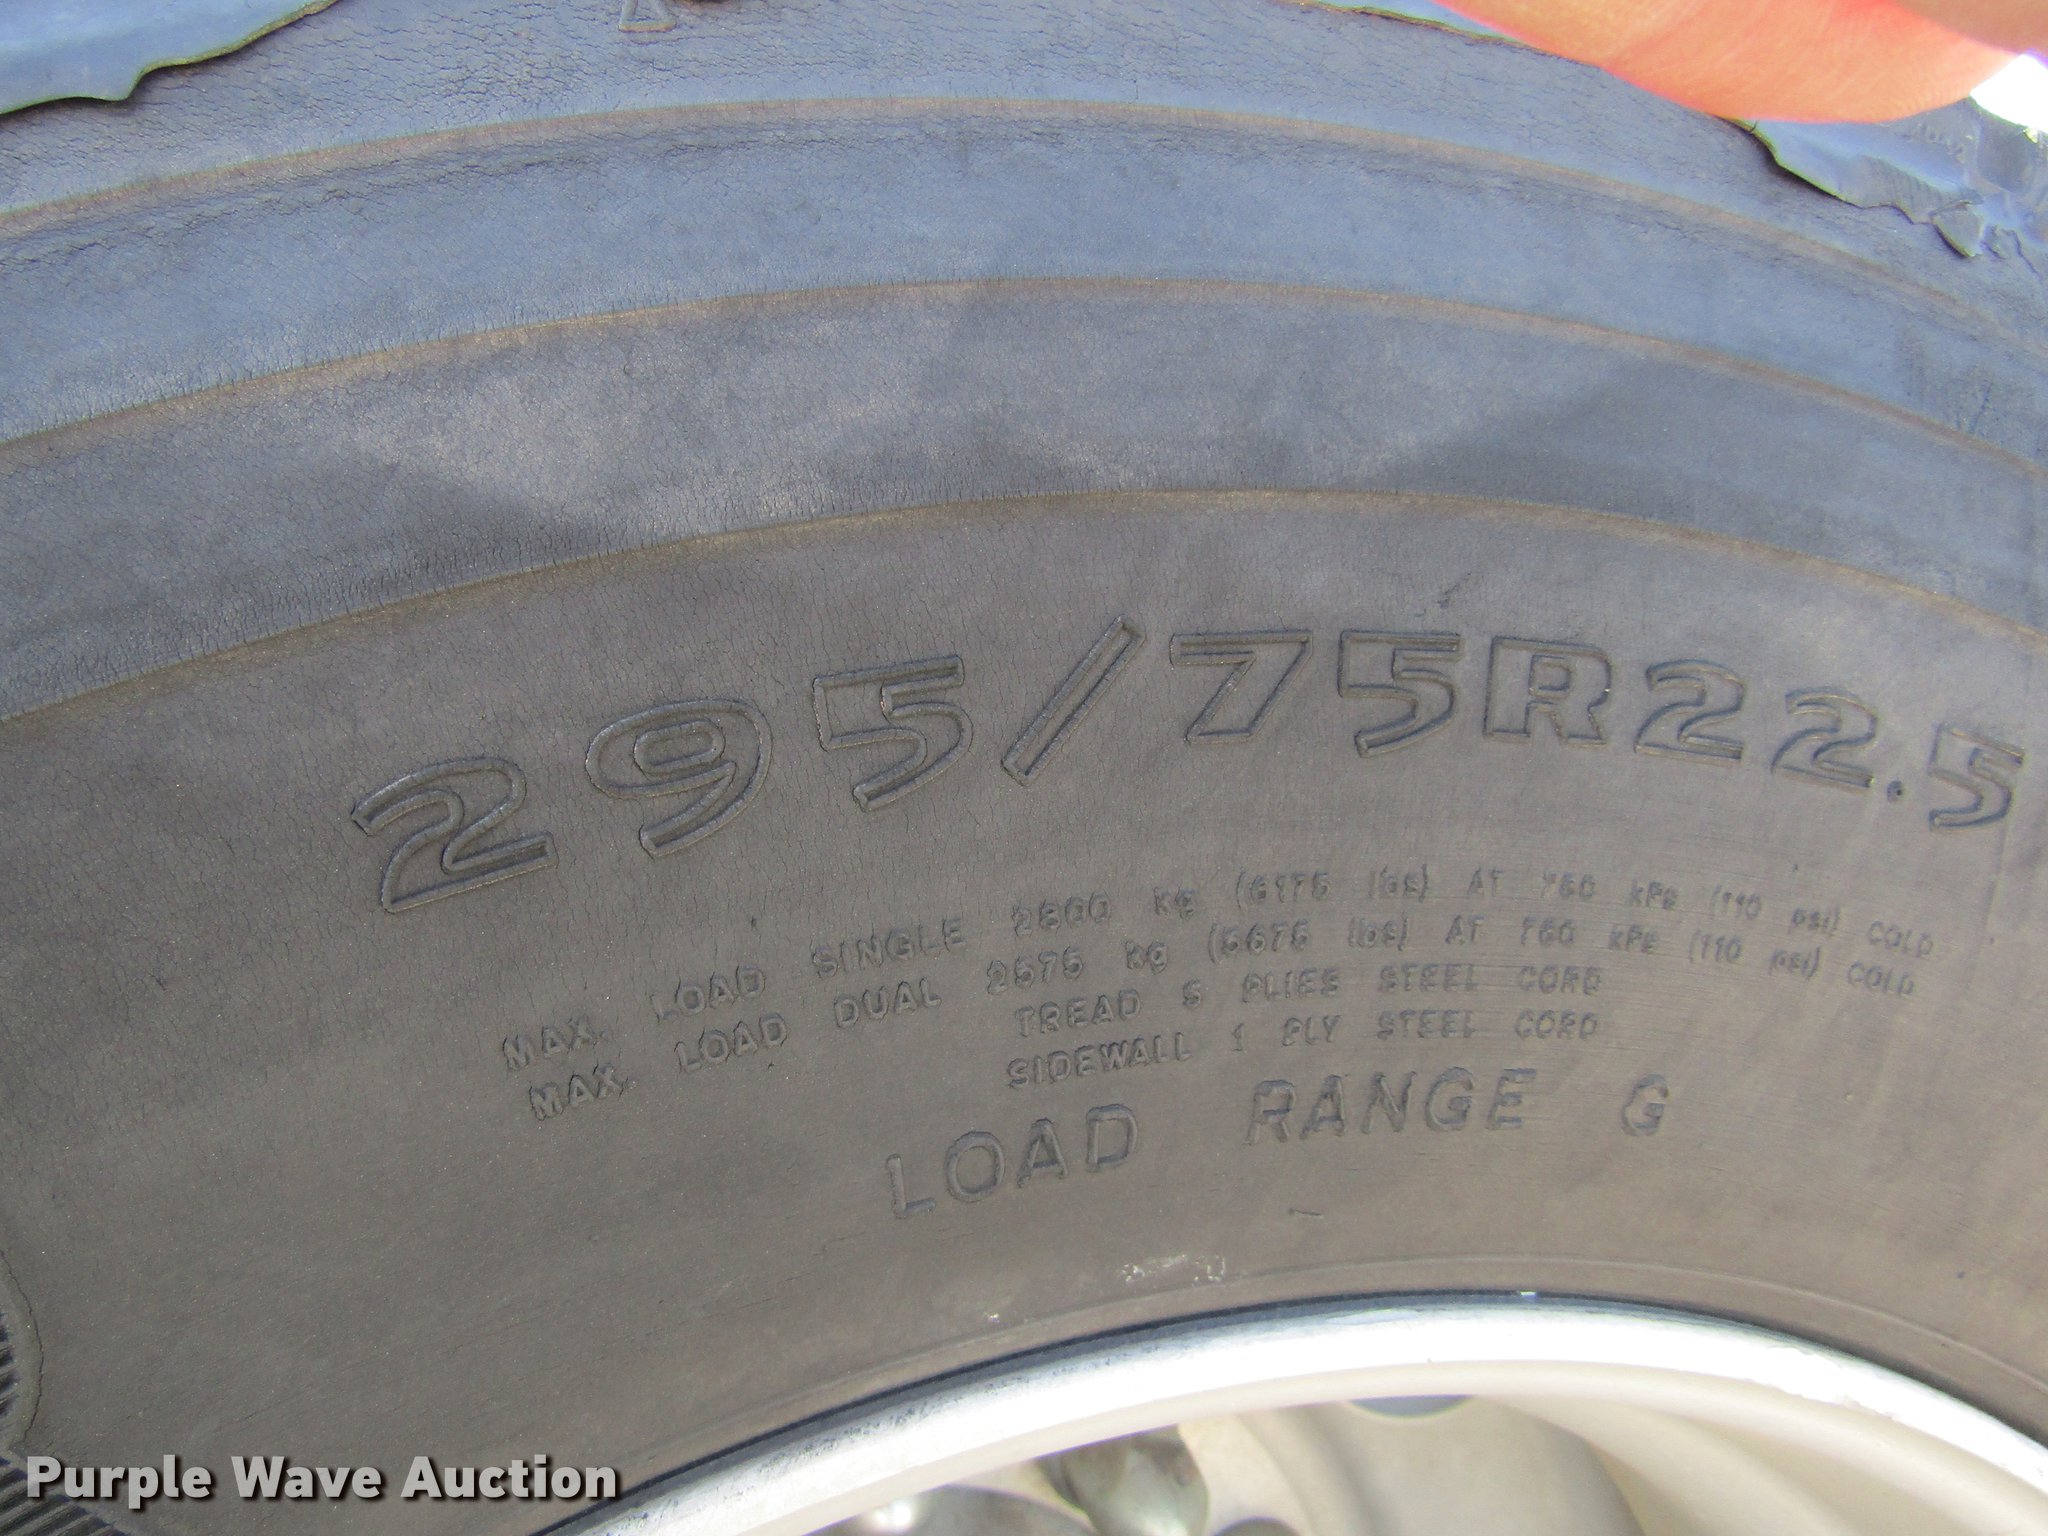 295/75R22.5
MAX. LOAD SINGLE 2800 kg (6175 lbs) AT 760 kPa (110 psi) COLD
MAX. LOAD DUAL 2575 kg (5675 lbs) AT 760 kPa (110 psi) COLD
TREAD 5 PLIES STEEL CORD
SIDEWALL 1 PLY STEEL CORD
LOAD RANGE G
Purple Wave Auction